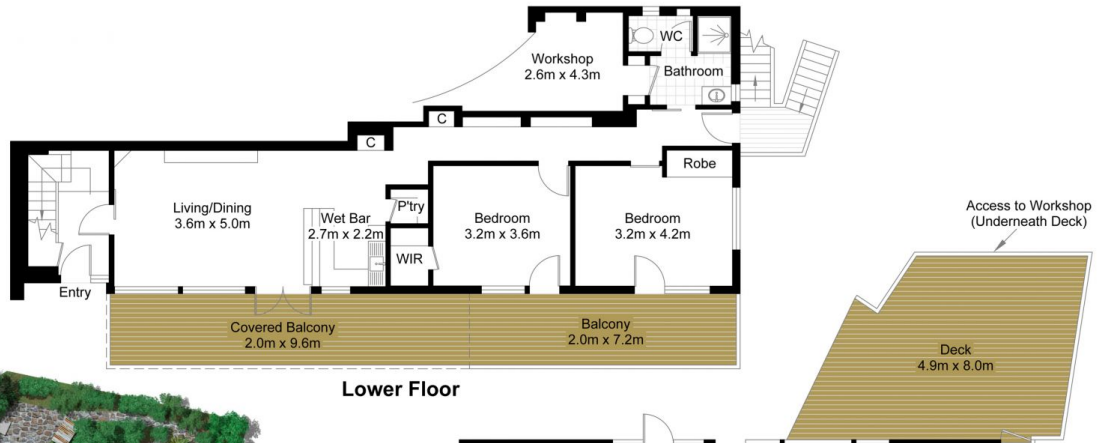 WC
Workshop
2.6m x 4.3m
Bathroom
C
C
Robe
Living/Dining
3.6m x 5.0m
P'try
Wet Bar
2.7m x 2.2m
Bedroom
3.2m x 3.6m
Bedroom
3.2m x 4.2m
WIR
Entry
Access to Workshop
(Underneath Deck)
Covered Balcony
2.0m x 9.6m
Balcony
2.0m x 7.2m
Deck
4.9m x 8.0m
Lower Floor